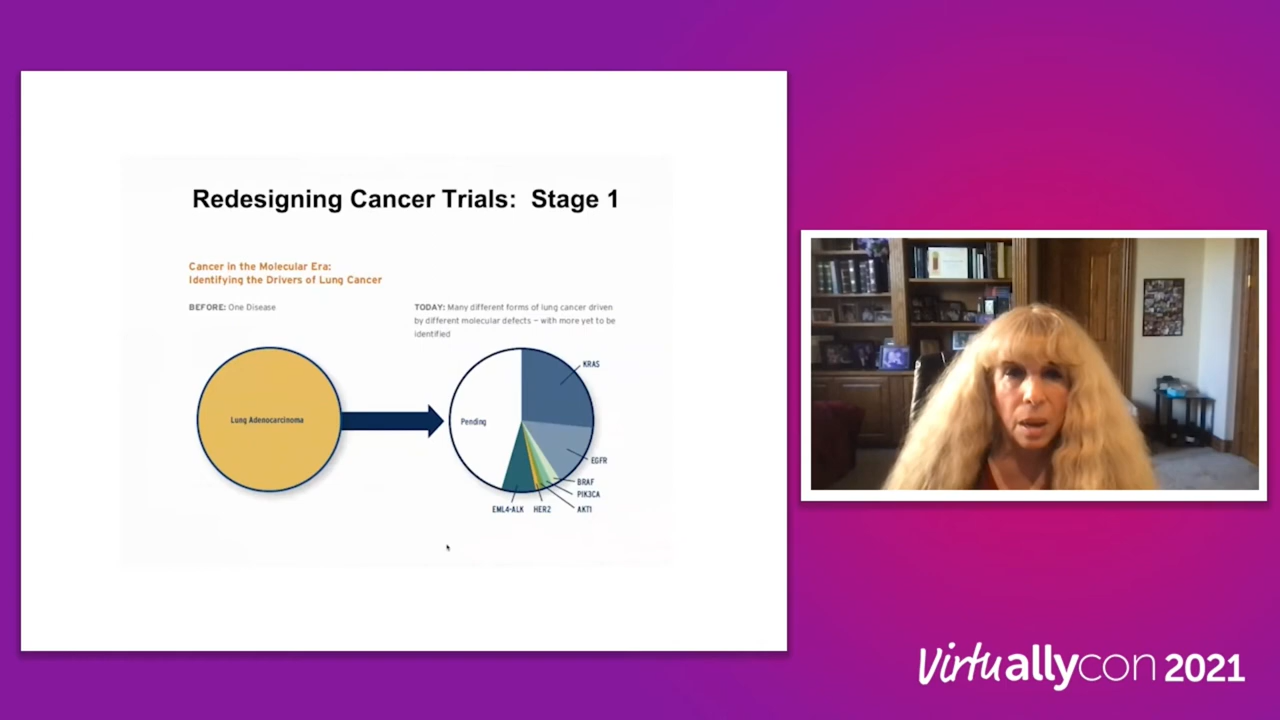 Redesigning Cancer Trials: Stage 1
Cancer in the Molecular Era:
Identifying the Drivers of Lung Cancer
BEFORE: One Disease
TODAY: Many different forms of lung cancer driven
by different molecular defects – with more yet to be
identified
Lung Adenocarcinoma
Pending
KRAS
EGFR
BRAF
PIK3CA
AKT1
HER2
EML4-ALK
Virtuallycon 2021